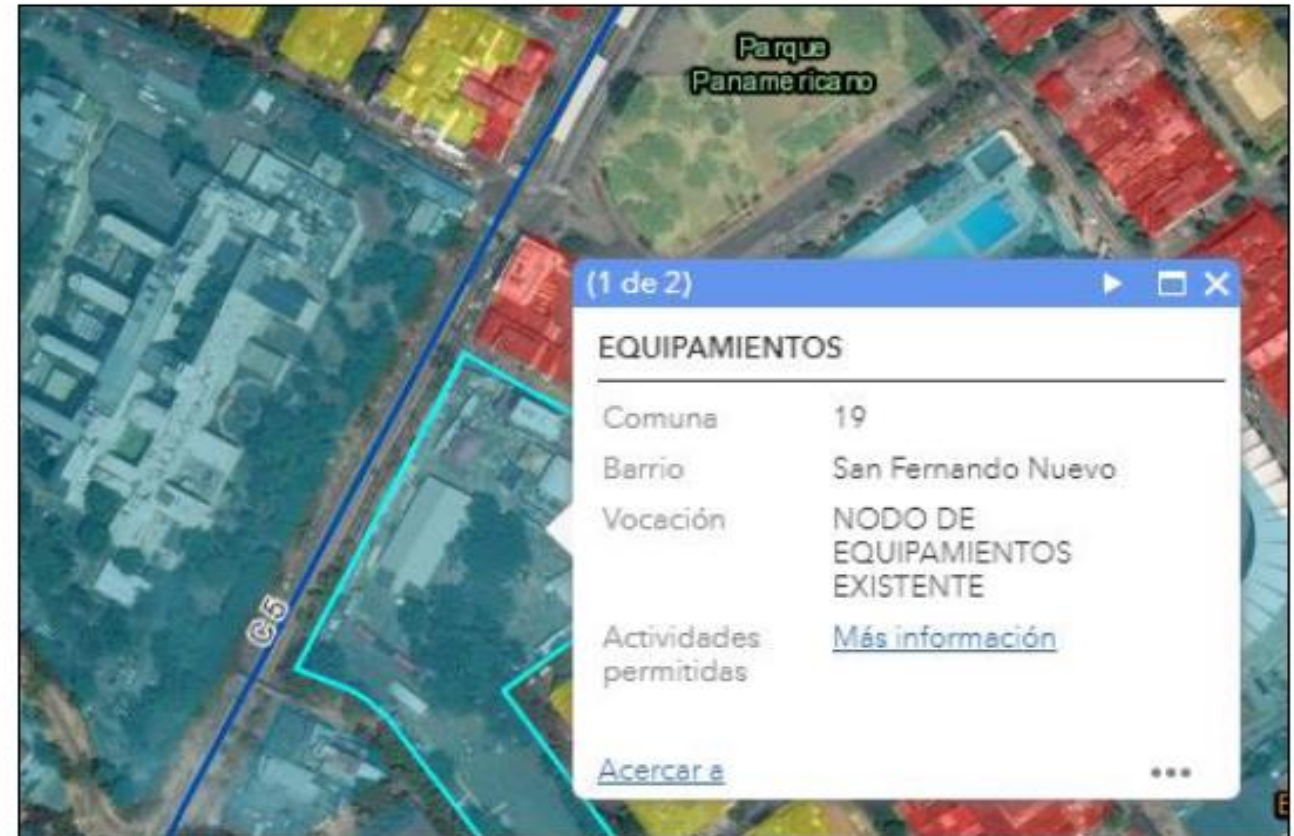 Parque
Panamericano
(1 de 2)
EQUIPAMIENTOS
Comuna 19
Barrio San Fernando Nuevo
Vocación NODO DE
EQUIPAMIENTOS
EXISTENTE
Actividades Más información
permitidas
C 5
Acercar a
E